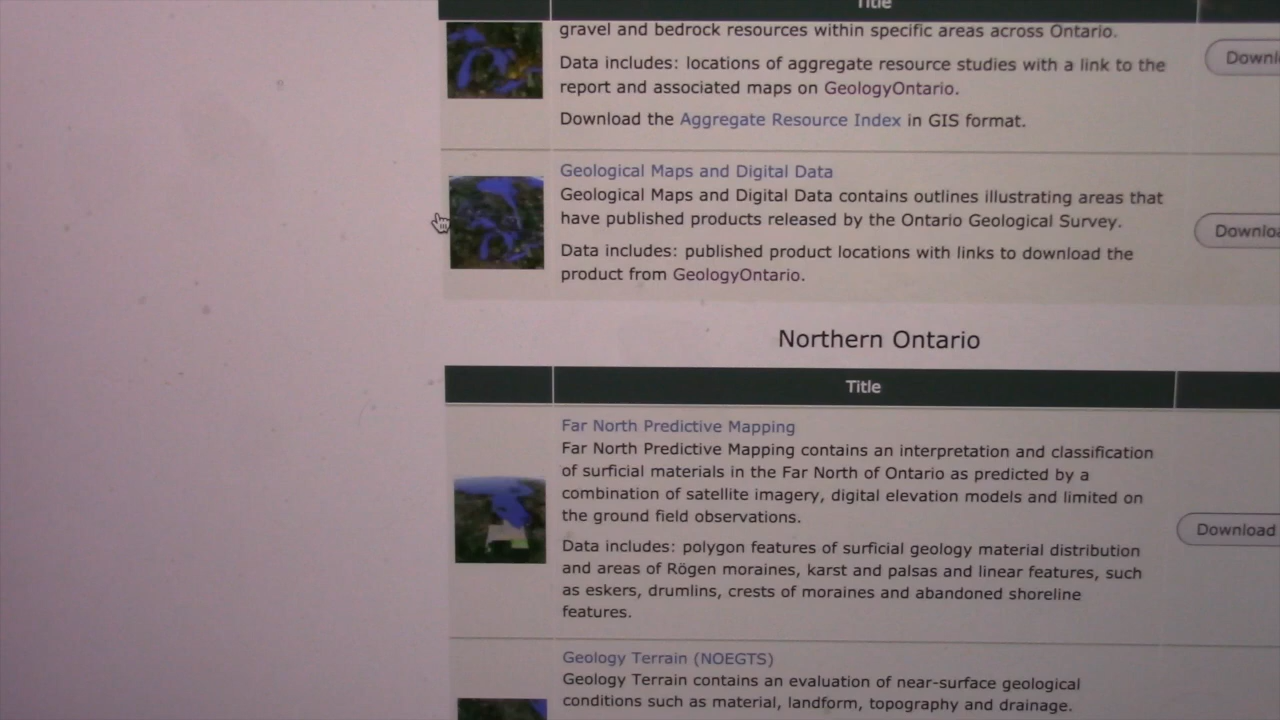 Title
gravel and bedrock resources within specific areas across Ontario.
Data includes: locations of aggregate resource studies with a link to the
report and associated maps on GeologyOntario.
Download the Aggregate Resource Index in GIS format.
Geological Maps and Digital Data
Geological Maps and Digital Data contains outlines illustrating areas that
have published products released by the Ontario Geological Survey.
Data includes: published product locations with links to download the
product from GeologyOntario.
Northern Ontario
Title
Far North Predictive Mapping
Far North Predictive Mapping contains an interpretation and classification
of surficial materials in the Far North of Ontario as predicted by a
combination of satellite imagery, digital elevation models and limited on
the ground field observations.
Download
Data includes: polygon features of surficial geology material distribution
and areas of Rögen moraines, karst and palsas and linear features, such
as eskers, drumlins, crests of moraines and abandoned shoreline
features.
Geology Terrain (NOEGTS)
Geology Terrain contains an evaluation of near-surface geological
conditions such as material, landform, topography and drainage.